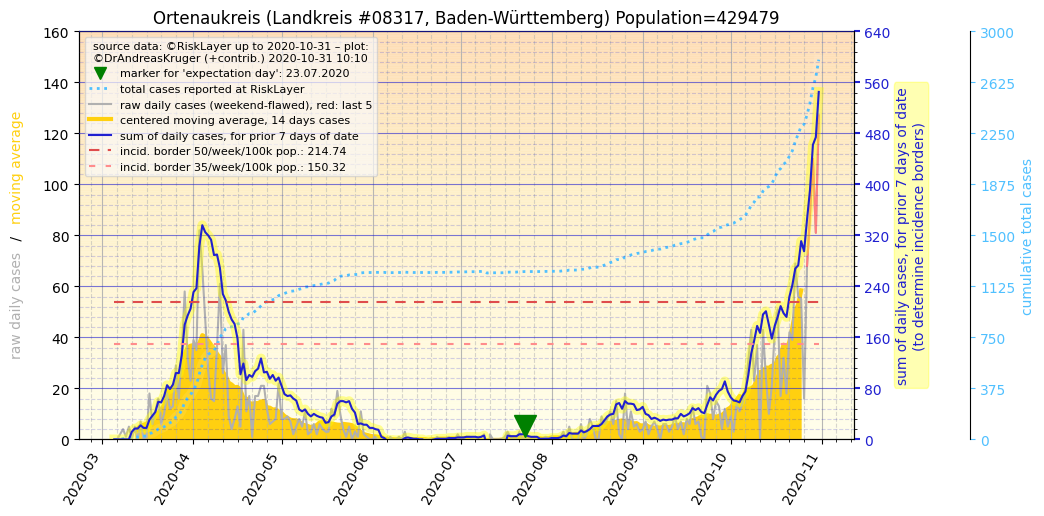 Ortenaukreis (Landkreis #08317, Baden-Württemberg) Population=429479
source data: ©RiskLayer up to 2020-10-31 – plot:
©DrAndreasKruger (+contrib.) 2020-10-31 10:10
marker for 'expectation day': 23.07.2020
total cases reported at RiskLayer
raw daily cases (weekend-flawed), red: last 5
centered moving average, 14 days cases
sum of daily cases, for prior 7 days of date
incid. border 50/week/100k pop.: 214.74
incid. border 35/week/100k pop.: 150.32
raw daily cases / moving average
160
140
120
100
80
60
40
20
0
2020-03
2020-04
2020-05
2020-06
2020-07
2020-08
2020-09
2020-10
2020-11
640
560
480
400
320
240
160
80
0
sum of daily cases, for prior 7 days of date
(to determine incidence borders)
3000
2625
2250
1875
1500
1125
750
375
0
cumulative total cases